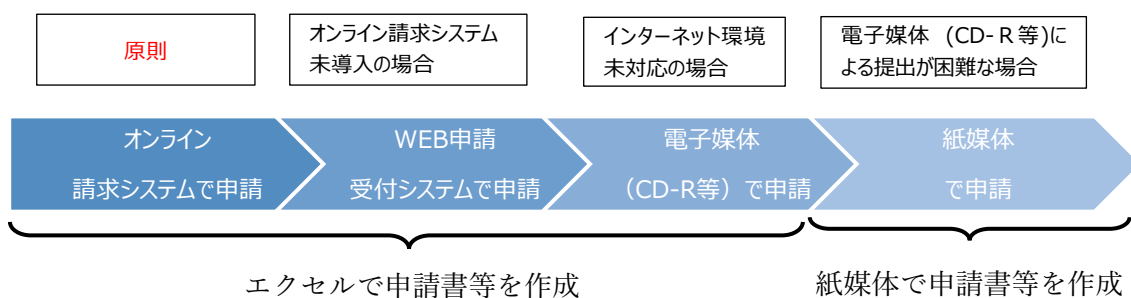 原則
オンライン請求システム
未導入の場合
インターネット環境
未対応の場合
電子媒体 (CD-R等)に
よる提出が困難な場合
オンライン
請求システムで申請
WEB申請
受付システムで申請
電子媒体
（CD-R等）で申請
紙媒体
で申請
エクセルで申請書等を作成
紙媒体で申請書等を作成